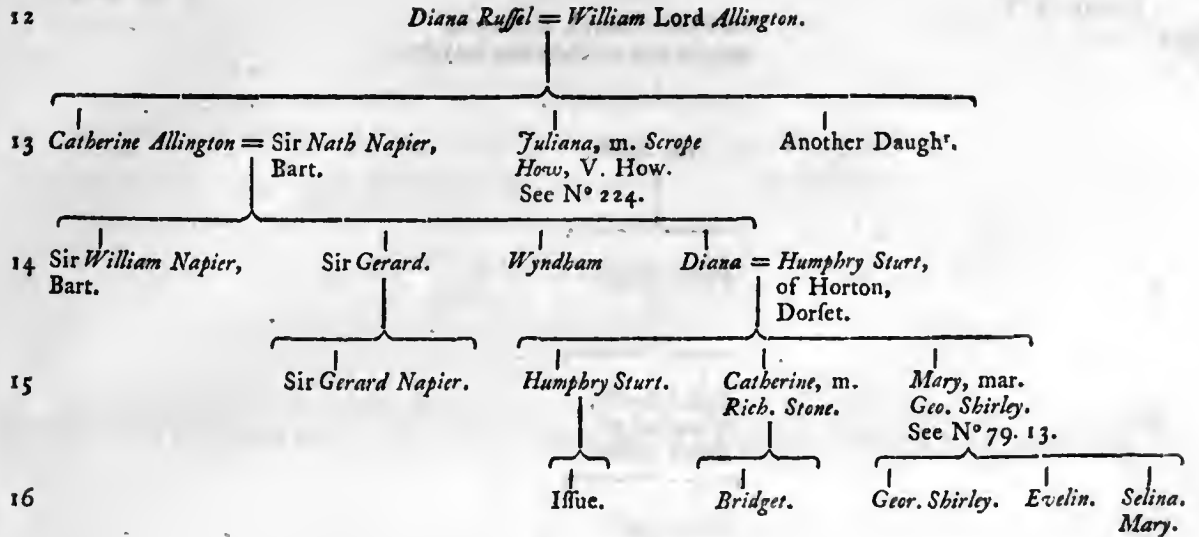 12 Diana Ruſſel = William Lord Allington.
13 Catherine Allington = Sir Nath Napier, Bart.
Juliana, m. Scrope
How, V. How.
See Nº 224.
Another Daughʳ.
14 Sir William Napier,
Bart.
Sir Gerard.
Wyndham
Diana = Humphry Sturt,
of Horton,
Dorſet.
15 Sir Gerard Napier.
Humphry Sturt.
Catherine, m.
Rich. Stone.
Mary, mar.
Geo. Shirley.
See Nº 79. 13.
16 Iſſue.
Bridget.
Geor. Shirley.
Evelin.
Selina.
Mary.